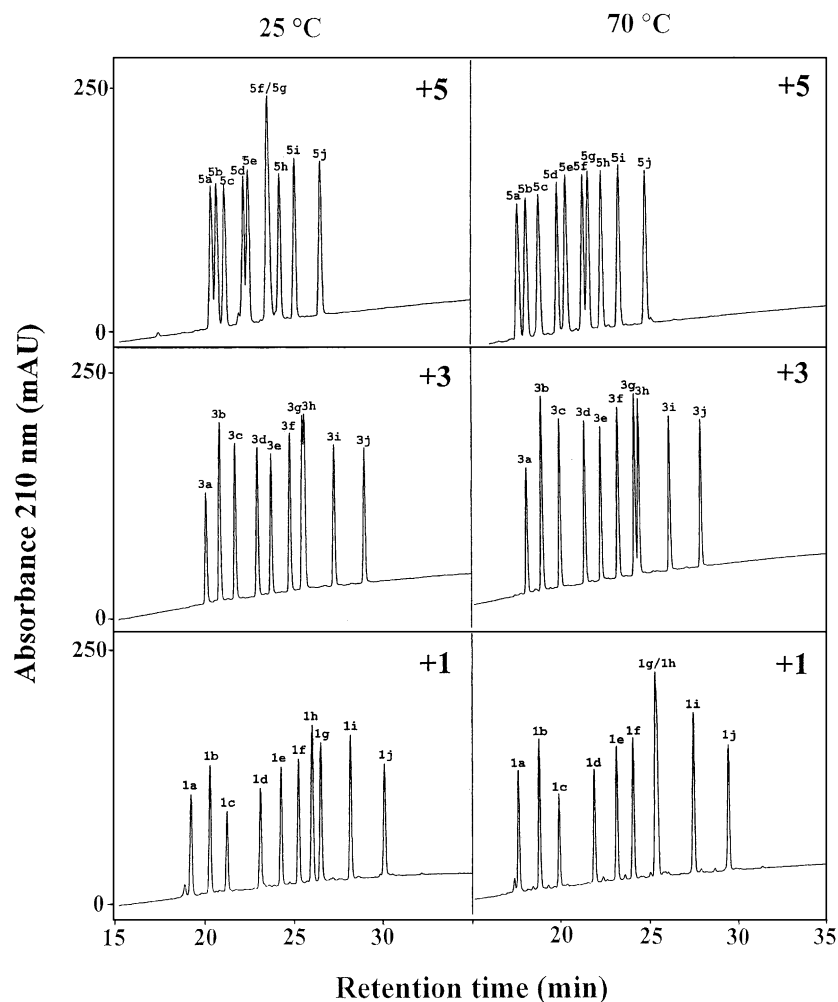 25 °C
70 °C
Absorbance 210 nm (mAU)
250
0
+5
5a
5b
5c
5d
5e
5f/5g
5h
5i
5j
+5
5a
5b
5c
5d
5e
5f
5g
5h
5i
5j
250
0
+3
3a
3b
3c
3d
3e
3f
3g
3h
3i
3j
+3
3a
3b
3c
3d
3e
3f
3g
3h
3i
3j
250
0
+1
1a
1b
1c
1d
1e
1f
1h
1g
1i
1j
+1
1a
1b
1c
1d
1e
1f
1g/1h
1i
1j
15 20 25 30 20 25 30 35
Retention time (min)